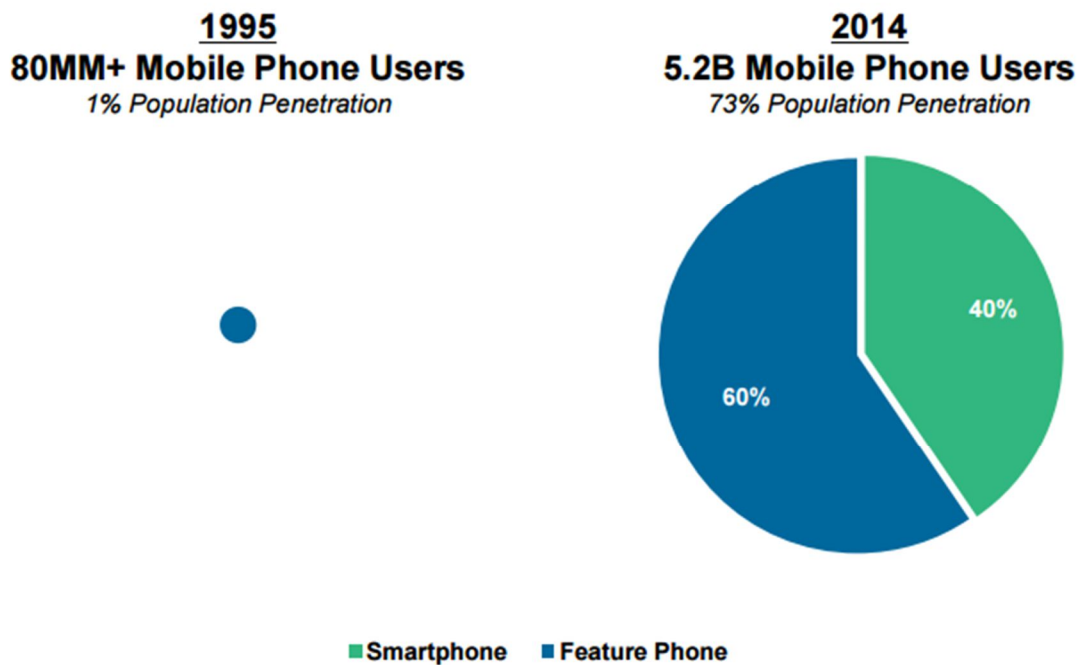 1995
80MM+ Mobile Phone Users
1% Population Penetration
2014
5.2B Mobile Phone Users
73% Population Penetration
40%
60%
Smartphone
Feature Phone